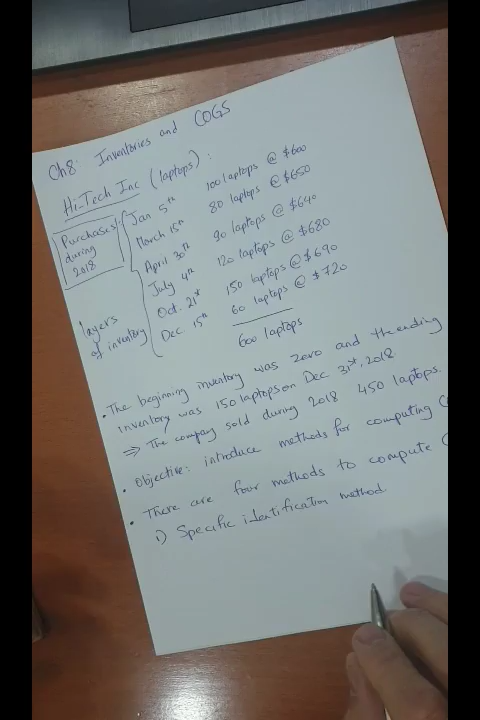 Ch8: Inventories and COGS
Hi-Tech Inc (laptops):
Purchases during 2018
Jan 5th 100 laptops @ $600
March 15th 80 laptops @ $650
April 30th 90 laptops @ $640
July 4th 120 laptops @ $680
Oct. 21st 150 laptops @ $690
Dec. 15th 60 laptops @ $720
layers of inventory
600 laptops
• The beginning inventory was zero and the ending
inventory was 150 laptops on Dec 31st, 2018
⇒ The company sold during 2018 450 laptops.
• Objective: introduce methods for computing
• There are four methods to compute
1) Specific identification method